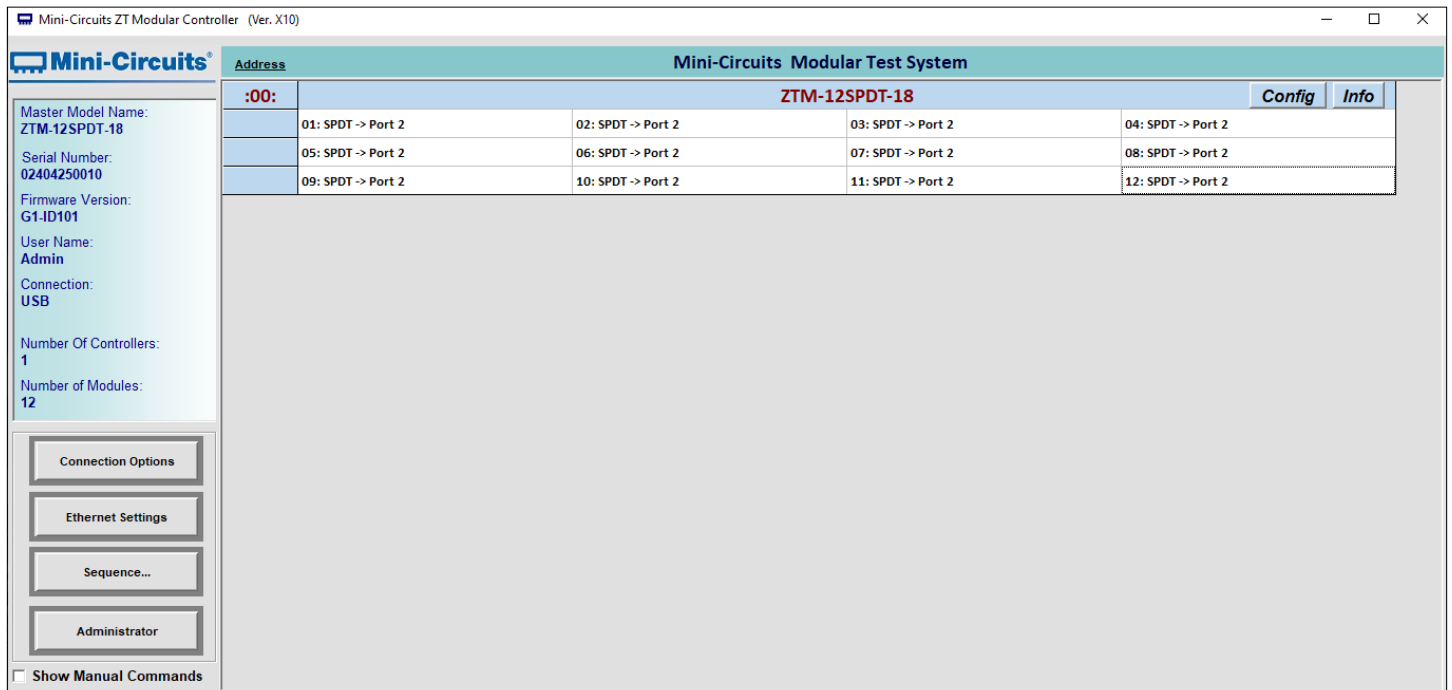 Mini-Circuits ZT Modular Controller (Ver. X10)
Mini-Circuits®
Address
Mini-Circuits Modular Test System
:00:
ZTM-12SPDT-18
Config
Info
01: SPDT -> Port 2
02: SPDT -> Port 2
03: SPDT -> Port 2
04: SPDT -> Port 2
05: SPDT -> Port 2
06: SPDT -> Port 2
07: SPDT -> Port 2
08: SPDT -> Port 2
09: SPDT -> Port 2
10: SPDT -> Port 2
11: SPDT -> Port 2
12: SPDT -> Port 2
Master Model Name:
ZTM-12SPDT-18
Serial Number:
02404250010
Firmware Version:
G1-ID101
User Name:
Admin
Connection:
USB
Number Of Controllers:
1
Number of Modules:
12
Connection Options
Ethernet Settings
Sequence...
Administrator
Show Manual Commands